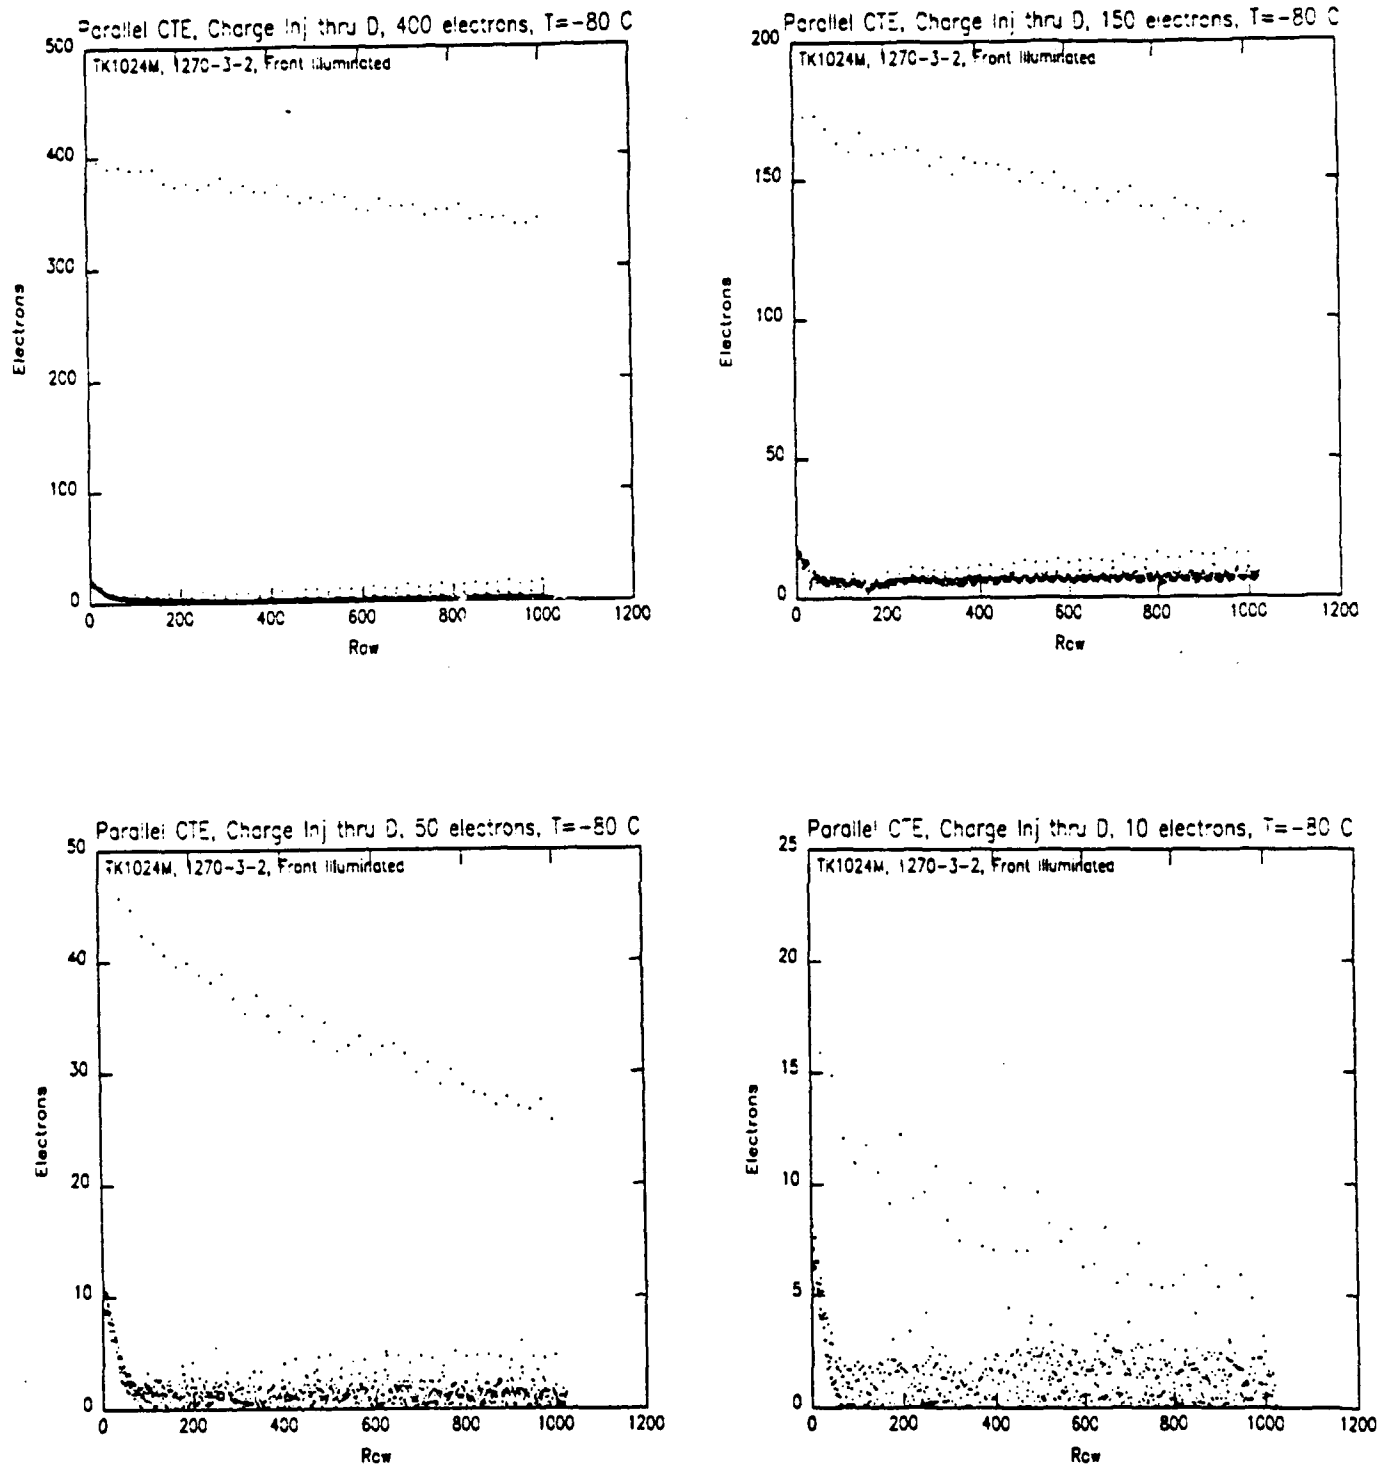 Parallel CTE, Charge Inj thru D, 400 electrons, T=-80 C
TK1024M, 1270-3-2, Front Illuminated
500
400
300
200
100
0
Electrons
0 200 400 600 800 1000 1200
Row
Parallel CTE, Charge Inj thru D, 150 electrons, T=-80 C
TK1024M, 1270-3-2, Front Illuminated
200
150
100
50
0
Electrons
0 200 400 600 800 1000 1200
Row
Parallel CTE, Charge Inj thru D, 50 electrons, T=-80 C
TK1024M, 1270-3-2, Front Illuminated
50
40
30
20
10
0
Electrons
0 200 400 600 800 1000 1200
Row
Parallel CTE, Charge Inj thru D, 10 electrons, T=-80 C
TK1024M, 1270-3-2, Front Illuminated
25
20
15
10
5
0
Electrons
0 200 400 600 800 1000 1200
Row